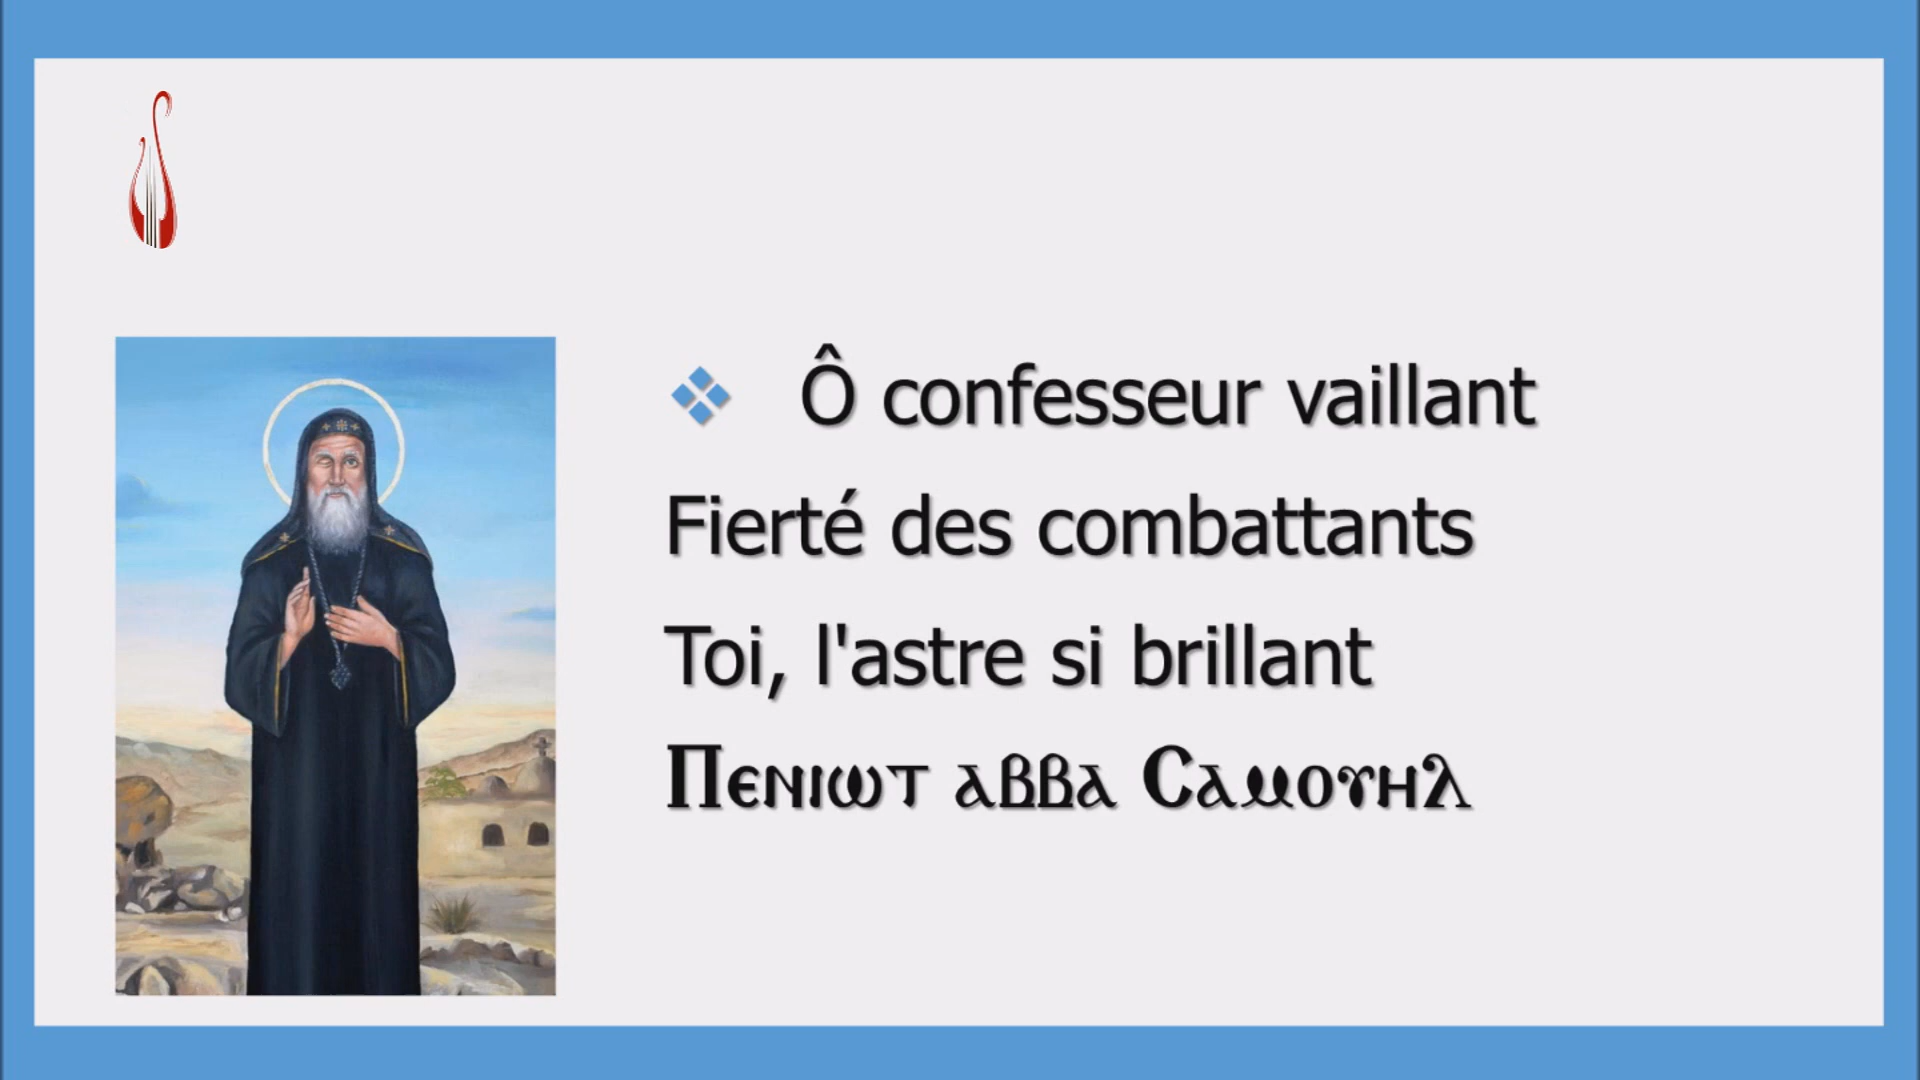 Ô confesseur vaillant
Fierté des combattants
Toi, l'astre si brillant
Ⲡⲉⲛⲓⲱⲧ ⲁⲃⲃⲁ Ⲥⲁⲙⲟⲩⲏⲗ